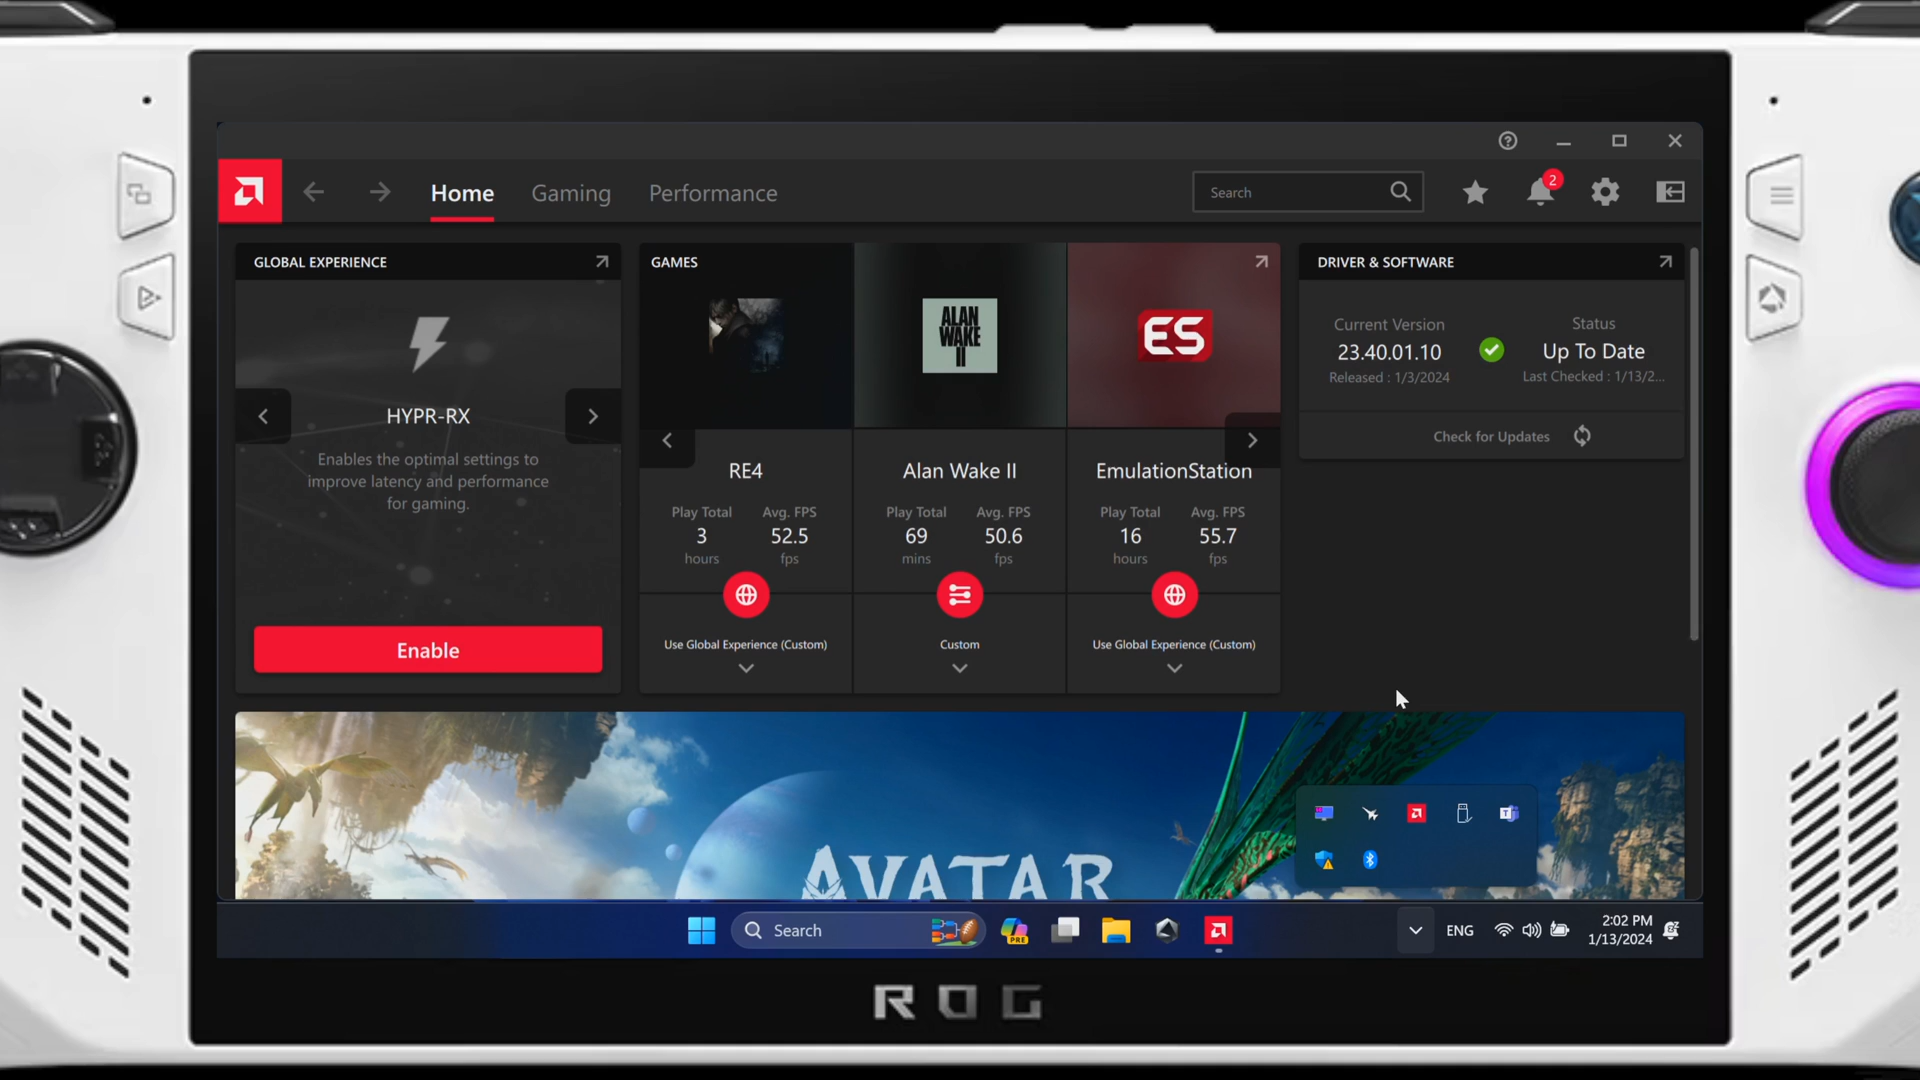 Home
Gaming
Performance
Search
2
GLOBAL EXPERIENCE
HYPR-RX
Enables the optimal settings to
improve latency and performance
for gaming.
Enable
GAMES
ALAN
WAKE
II
ES
RE4
Play Total
Avg. FPS
3
52.5
hours
fps
Use Global Experience (Custom)
Alan Wake II
Play Total
Avg. FPS
69
50.6
mins
fps
Custom
EmulationStation
Play Total
Avg. FPS
16
55.7
hours
fps
Use Global Experience (Custom)
DRIVER & SOFTWARE
Current Version
23.40.01.10
Released : 1/3/2024
Status
Up To Date
Last Checked : 1/13/2...
Check for Updates
AVATAR
Search
PRE
ENG
2:02 PM
1/13/2024
ROG